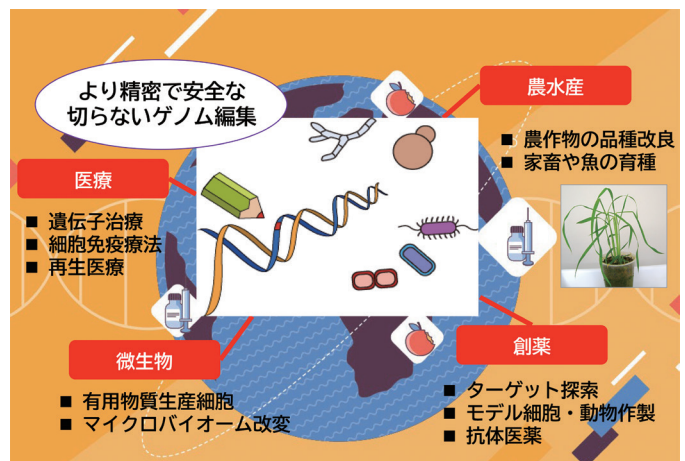 より精密で安全な
切らないゲノム編集
農水産
■ 農作物の品種改良
■ 家畜や魚の育種
医療
■ 遺伝子治療
■ 細胞免疫療法
■ 再生医療
微生物
■ 有用物質生産細胞
■ マイクロバイオーム改変
創薬
■ ターゲット探索
■ モデル細胞・動物作製
■ 抗体医薬